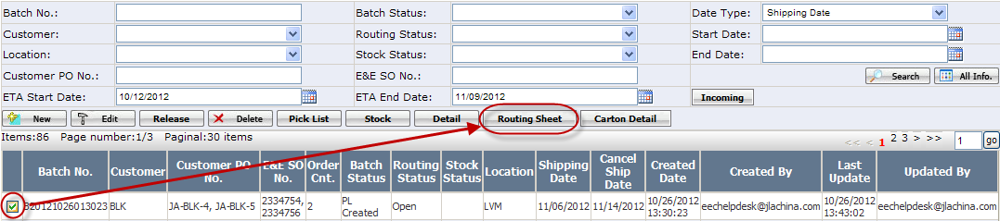 Batch No.: Batch Status: Date Type: Shipping Date
Customer: Routing Status: Start Date:
Location: Stock Status: End Date:
Customer PO No.: E&E SO No.: Search All Info.
ETA Start Date: 10/12/2012 ETA End Date: 11/09/2012 Incoming
New Edit Release Delete Pick List Stock Detail Routing Sheet Carton Detail
Items:86 Page number:1/3 Paginal:30 items << < 1 2 3 > >> 1 go
Batch No. Customer Customer PO No. E&E SO No. Order Cnt. Batch Status Routing Status Stock Status Location Shipping Date Cancel Ship Date Created Date Created By Last Update Updated By
B20121026013023 BLK JA-BLK-4, JA-BLK-5 2334754, 2334756 2 PL Created Open LVM 11/06/2012 11/14/2012 10/26/2012 13:30:23 eechelpdesk@jlachina.com 10/26/2012 13:43:02 eechelpdesk@jlachina.com